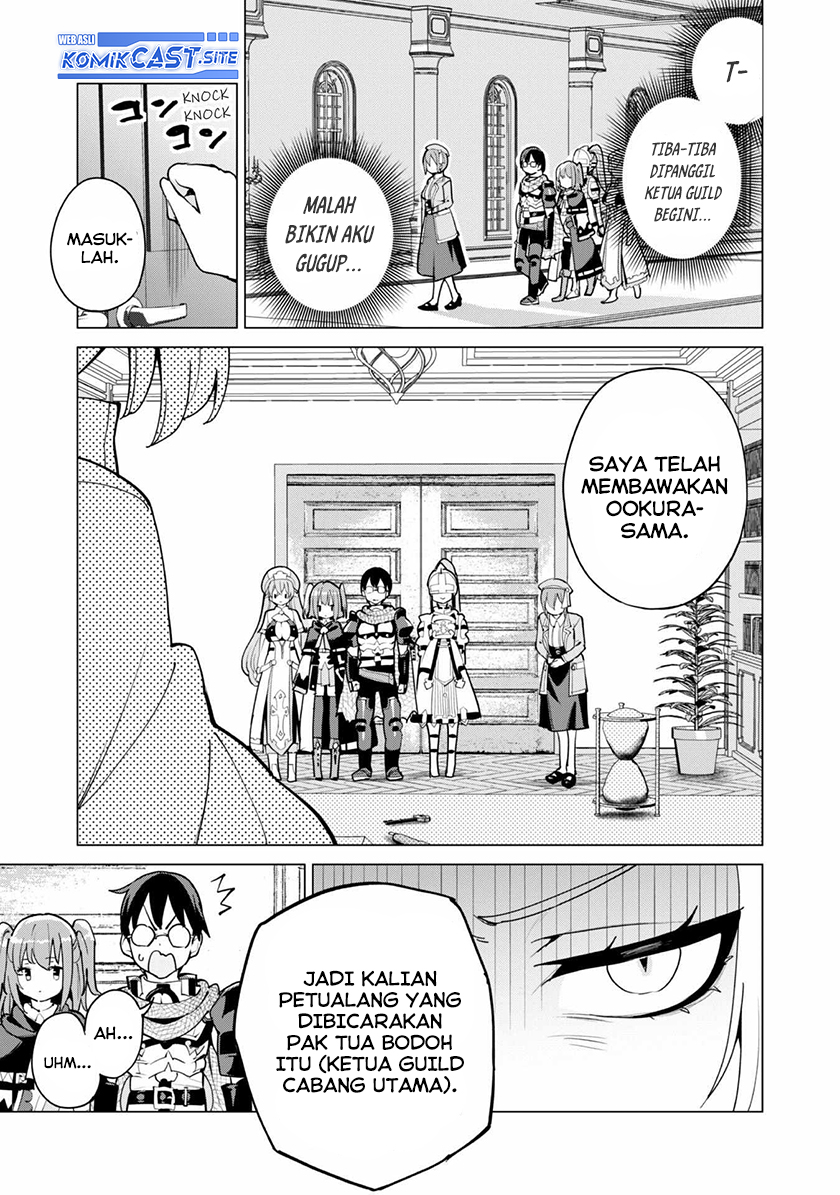 WEB ASLI
KOMIKCAST.SITE
T-
TIBA-TIBA
DIPANGGIL
KETUA GUILD
BEGINI...
MALAH
BIKIN AKU
GUGUP...
コン
コン
KNOCK
KNOCK
MASUK-
LAH.
SAYA TELAH
MEMBAWAKAN
OOKURA-
SAMA.
JADI KALIAN
PETUALANG YANG
DIBICARAKAN
PAK TUA BODOH
ITU (KETUA GUILD
CABANG UTAMA).
AH...
UHM...